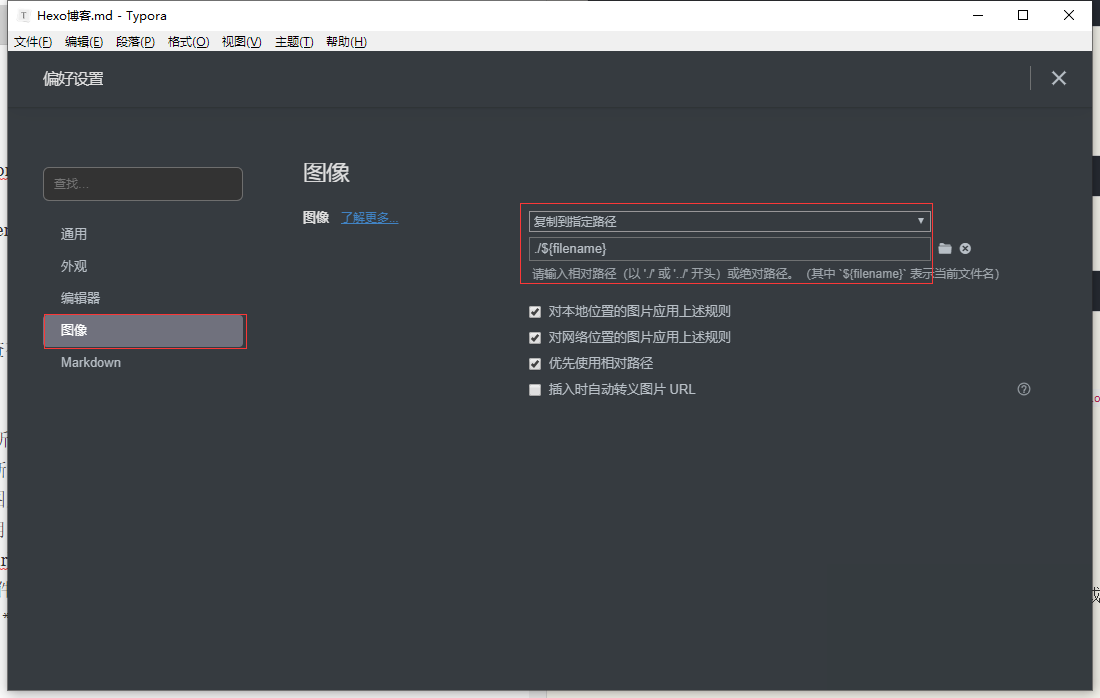 Hexo博客.md - Typora
文件(F) 编辑(E) 段落(P) 格式(O) 视图(V) 主题(T) 帮助(H)
偏好设置
查找...
通用
外观
编辑器
图像
Markdown
图像
图像 了解更多...
复制到指定路径
./${filename}
请输入相对路径（以 './' 或 '../' 开头）或绝对路径。（其中 `${filename}` 表示当前文件名）
对本地位置的图片应用上述规则
对网络位置的图片应用上述规则
优先使用相对路径
插入时自动转义图片 URL